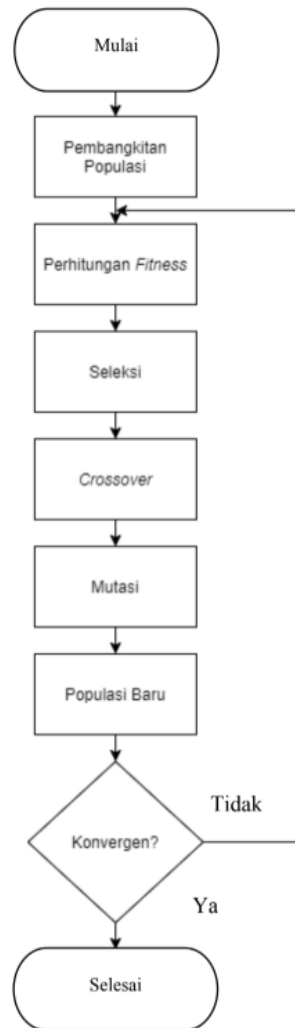 Mulai
Pembangkitan
Populasi
Perhitungan Fitness
Seleksi
Crossover
Mutasi
Populasi Baru
Konvergen?
Tidak
Ya
Selesai